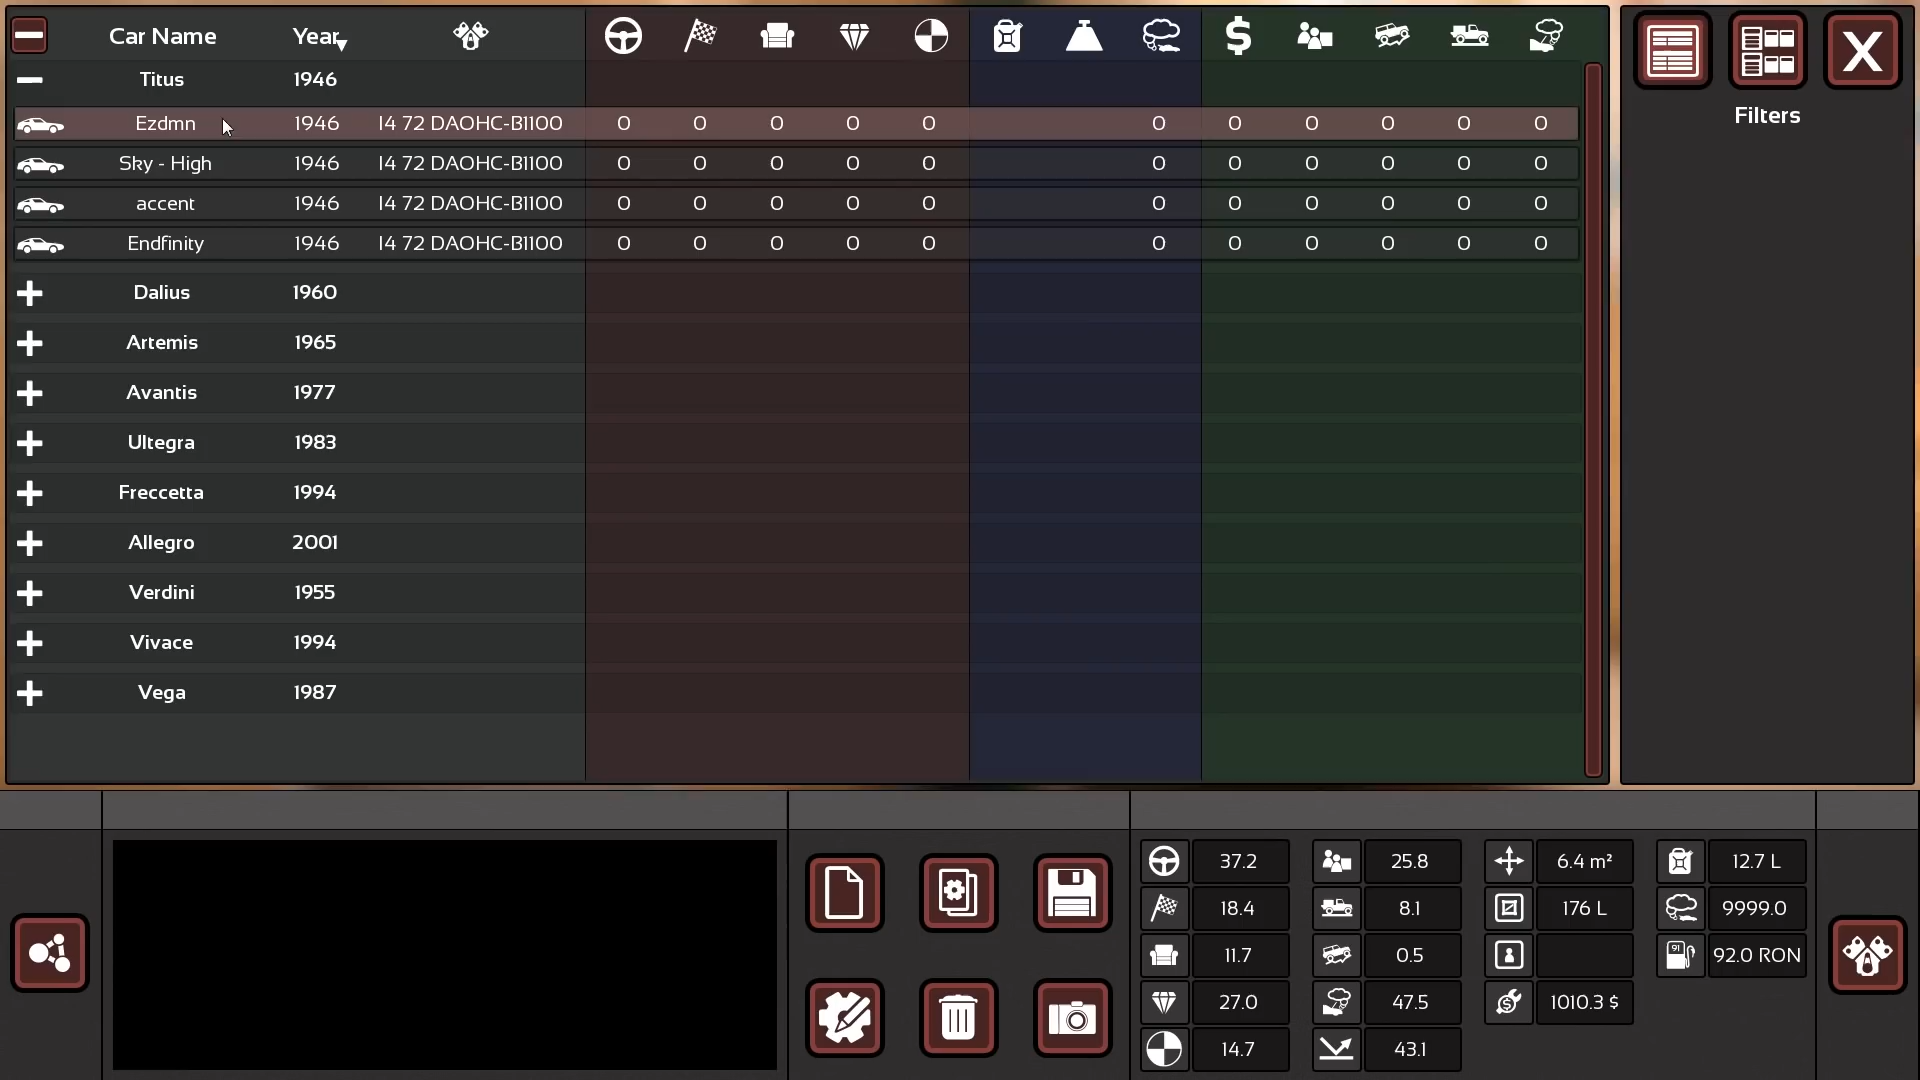 Car Name Year
Titus 1946
Ezdmn 1946 I4 72 DAOHC-B1100 0 0 0 0 0 0 0 0 0 0 0
Sky - High 1946 I4 72 DAOHC-B1100 0 0 0 0 0 0 0 0 0 0 0
accent 1946 I4 72 DAOHC-B1100 0 0 0 0 0 0 0 0 0 0 0
Endfinity 1946 I4 72 DAOHC-B1100 0 0 0 0 0 0 0 0 0 0 0
Dalius 1960
Artemis 1965
Avantis 1977
Ultegra 1983
Freccetta 1994
Allegro 2001
Verdini 1955
Vivace 1994
Vega 1987
X
Filters
37.2 25.8 6.4 m² 12.7 L
18.4 8.1 176 L 9999.0
11.7 0.5 91 92.0 RON
27.0 47.5 1010.3 $
14.7 43.1